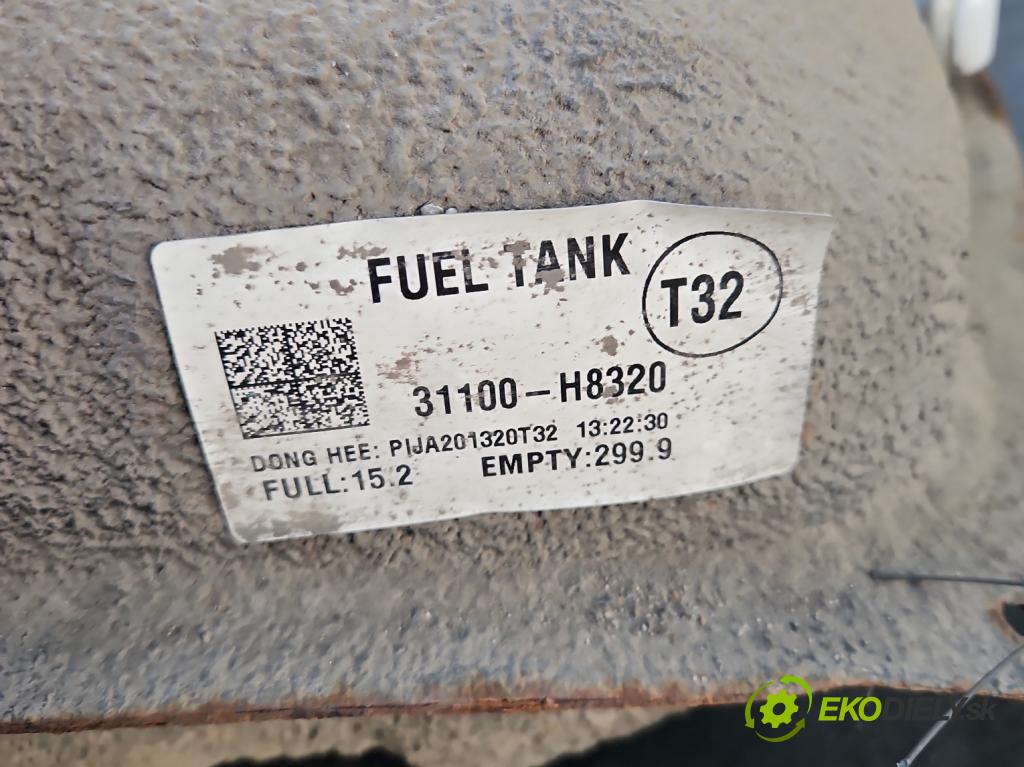 FUEL TANK
T32
31100-H8320
DONG HEE: PIJA201320T32 13:22:30
FULL:15.2 EMPTY:299.9
EKODIELY.sk